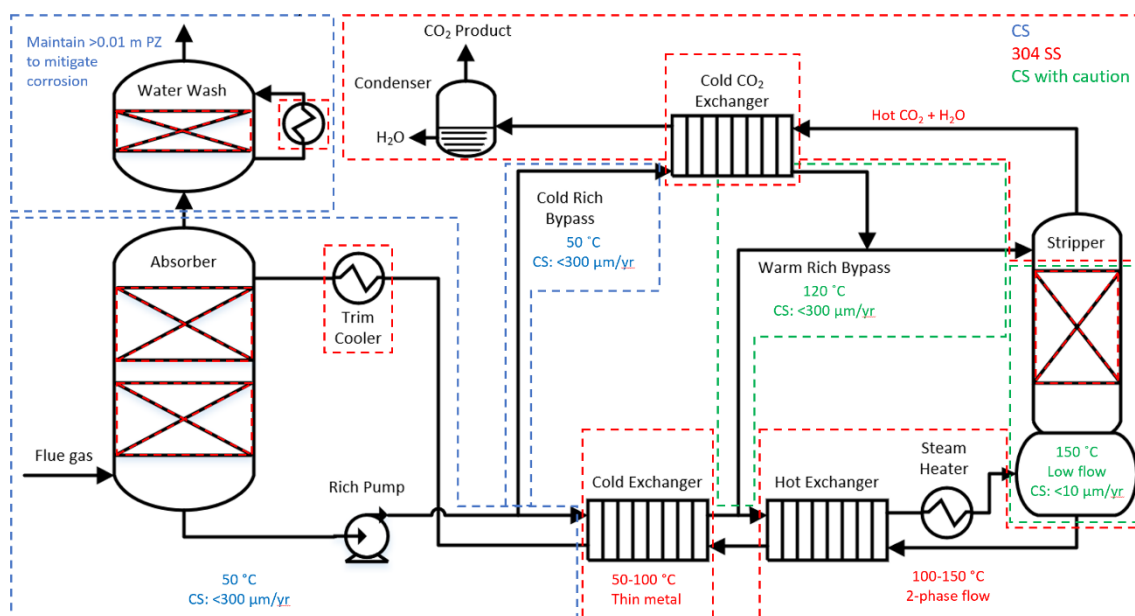 Maintain >0.01 m PZ
to mitigate
corrosion
Water Wash
CO₂ Product
Condenser
H₂O
Cold CO₂
Exchanger
CS
304 SS
CS with caution
Hot CO₂ + H₂O
Cold Rich
Bypass
50 °C
CS: <300 µm/yr
Warm Rich Bypass
120 °C
CS: <300 µm/yr
Stripper
Absorber
Trim
Cooler
Flue gas
Rich Pump
50 °C
CS: <300 µm/yr
Cold Exchanger
50-100 °C
Thin metal
Hot Exchanger
Steam
Heater
100-150 °C
2-phase flow
150 °C
Low flow
CS: <10 µm/yr